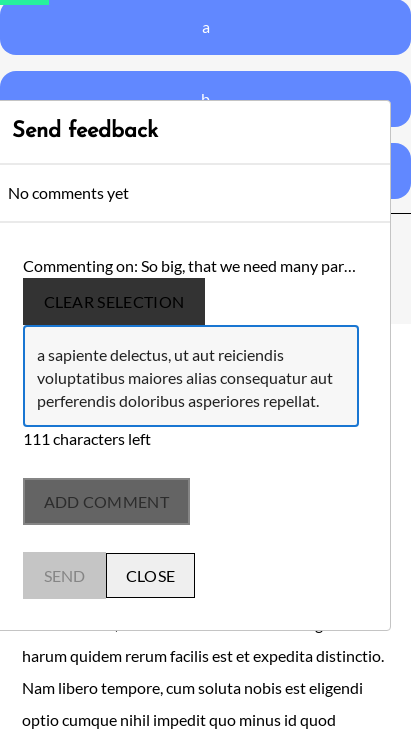 a
b
Send feedback
No comments yet
Commenting on: So big, that we need many par...
CLEAR SELECTION
a sapiente delectus, ut aut reiciendis
voluptatibus maiores alias consequatur aut
perferendis doloribus asperiores repellat.
111 characters left
ADD COMMENT
SEND
CLOSE
harum quidem rerum facilis est et expedita distinctio.
Nam libero tempore, cum soluta nobis est eligendi
optio cumque nihil impedit quo minus id quod